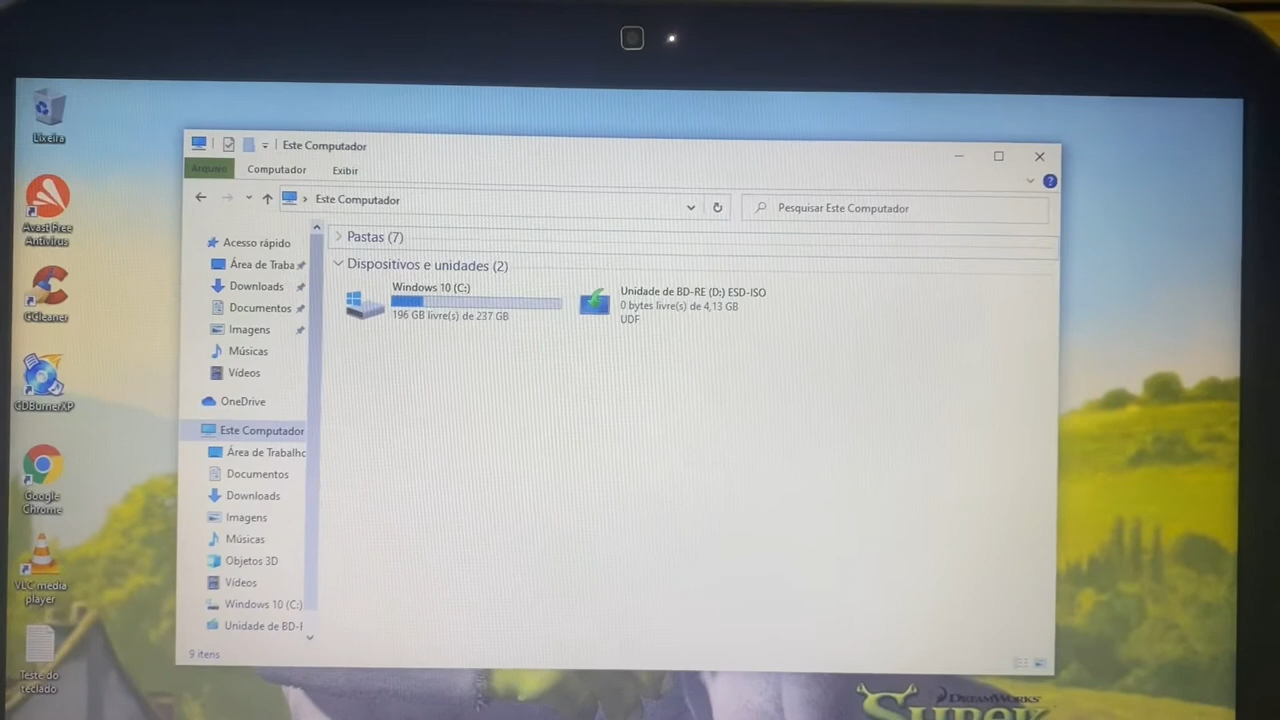 Lixeira
Avast Free
Antivirus
CCleaner
CDBurnerXP
Google
Chrome
VLC media
player
Teste do
teclado
Este Computador
Arquivo
Computador
Exibir
Este Computador
Pesquisar Este Computador
Acesso rápido
Área de Traba
Downloads
Documentos
Imagens
Músicas
Vídeos
OneDrive
Este Computador
Área de Trabalho
Documentos
Downloads
Imagens
Músicas
Objetos 3D
Vídeos
Windows 10 (C:)
Unidade de BD-R
9 itens
Pastas (7)
Dispositivos e unidades (2)
Windows 10 (C:)
196 GB livre(s) de 237 GB
Unidade de BD-RE (D:) ESD-ISO
0 bytes livre(s) de 4,13 GB
UDF
DREAMWORKS